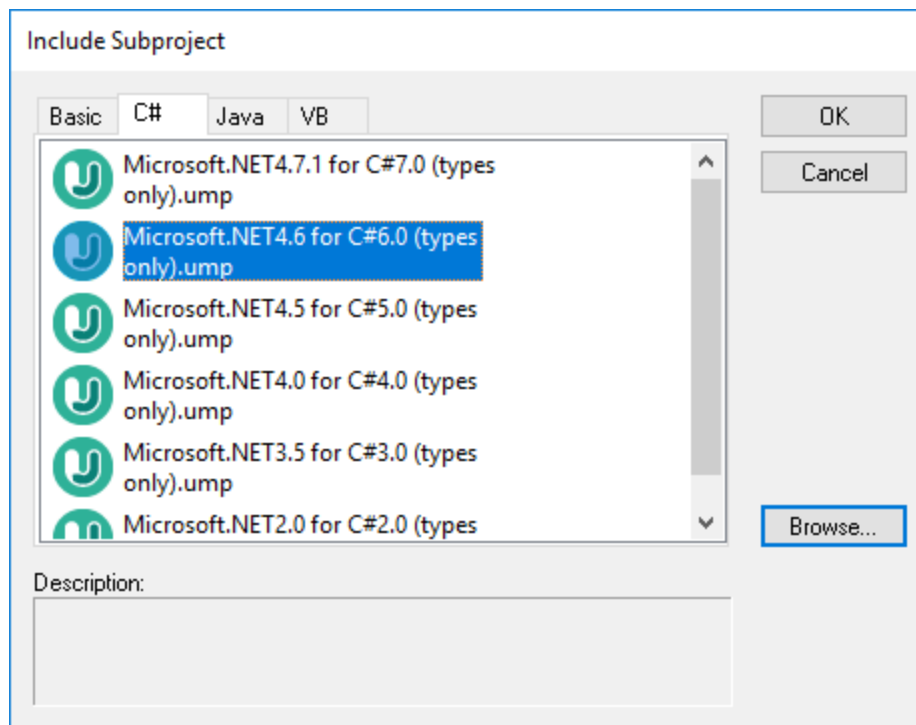 Include Subproject
Basic C# Java VB
OK
Cancel
Microsoft.NET4.7.1 for C#7.0 (types
only).ump
Microsoft.NET4.6 for C#6.0 (types
only).ump
Microsoft.NET4.5 for C#5.0 (types
only).ump
Microsoft.NET4.0 for C#4.0 (types
only).ump
Microsoft.NET3.5 for C#3.0 (types
only).ump
Microsoft.NET2.0 for C#2.0 (types
Browse...
Description: